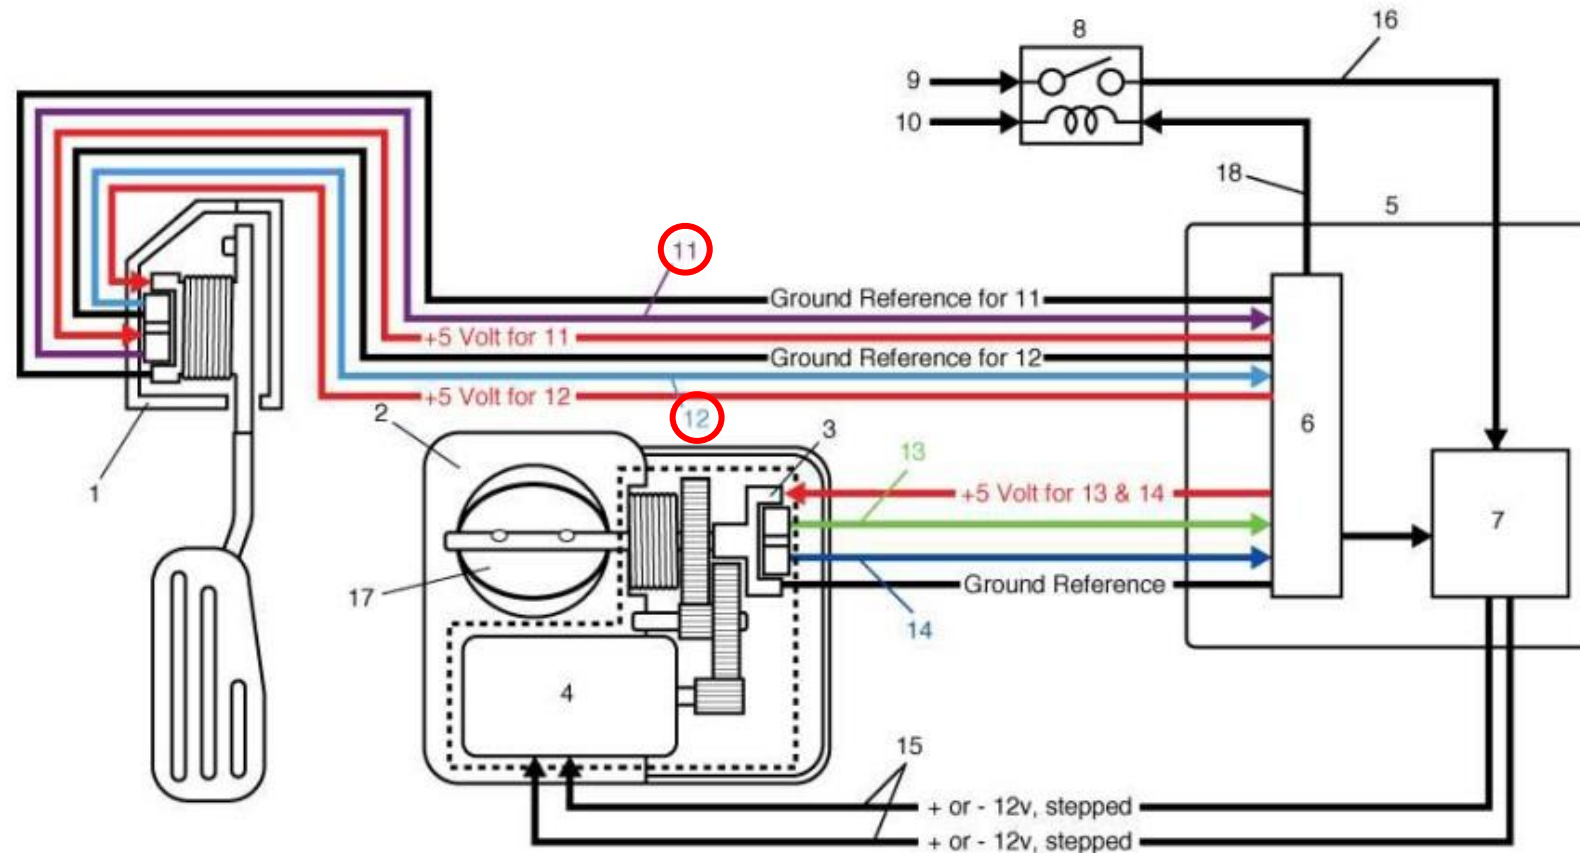 16
8
9
10
18
5
11
Ground Reference for 11
+5 Volt for 11
Ground Reference for 12
+5 Volt for 12
12
2
3
1
6
13
+5 Volt for 13 & 14
7
Ground Reference
17
14
4
15
+ or - 12v, stepped
+ or - 12v, stepped